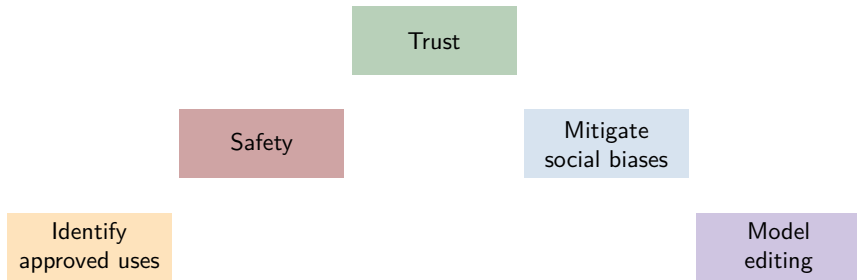 Trust
Safety
Mitigate
social biases
Identify
approved uses
Model
editing